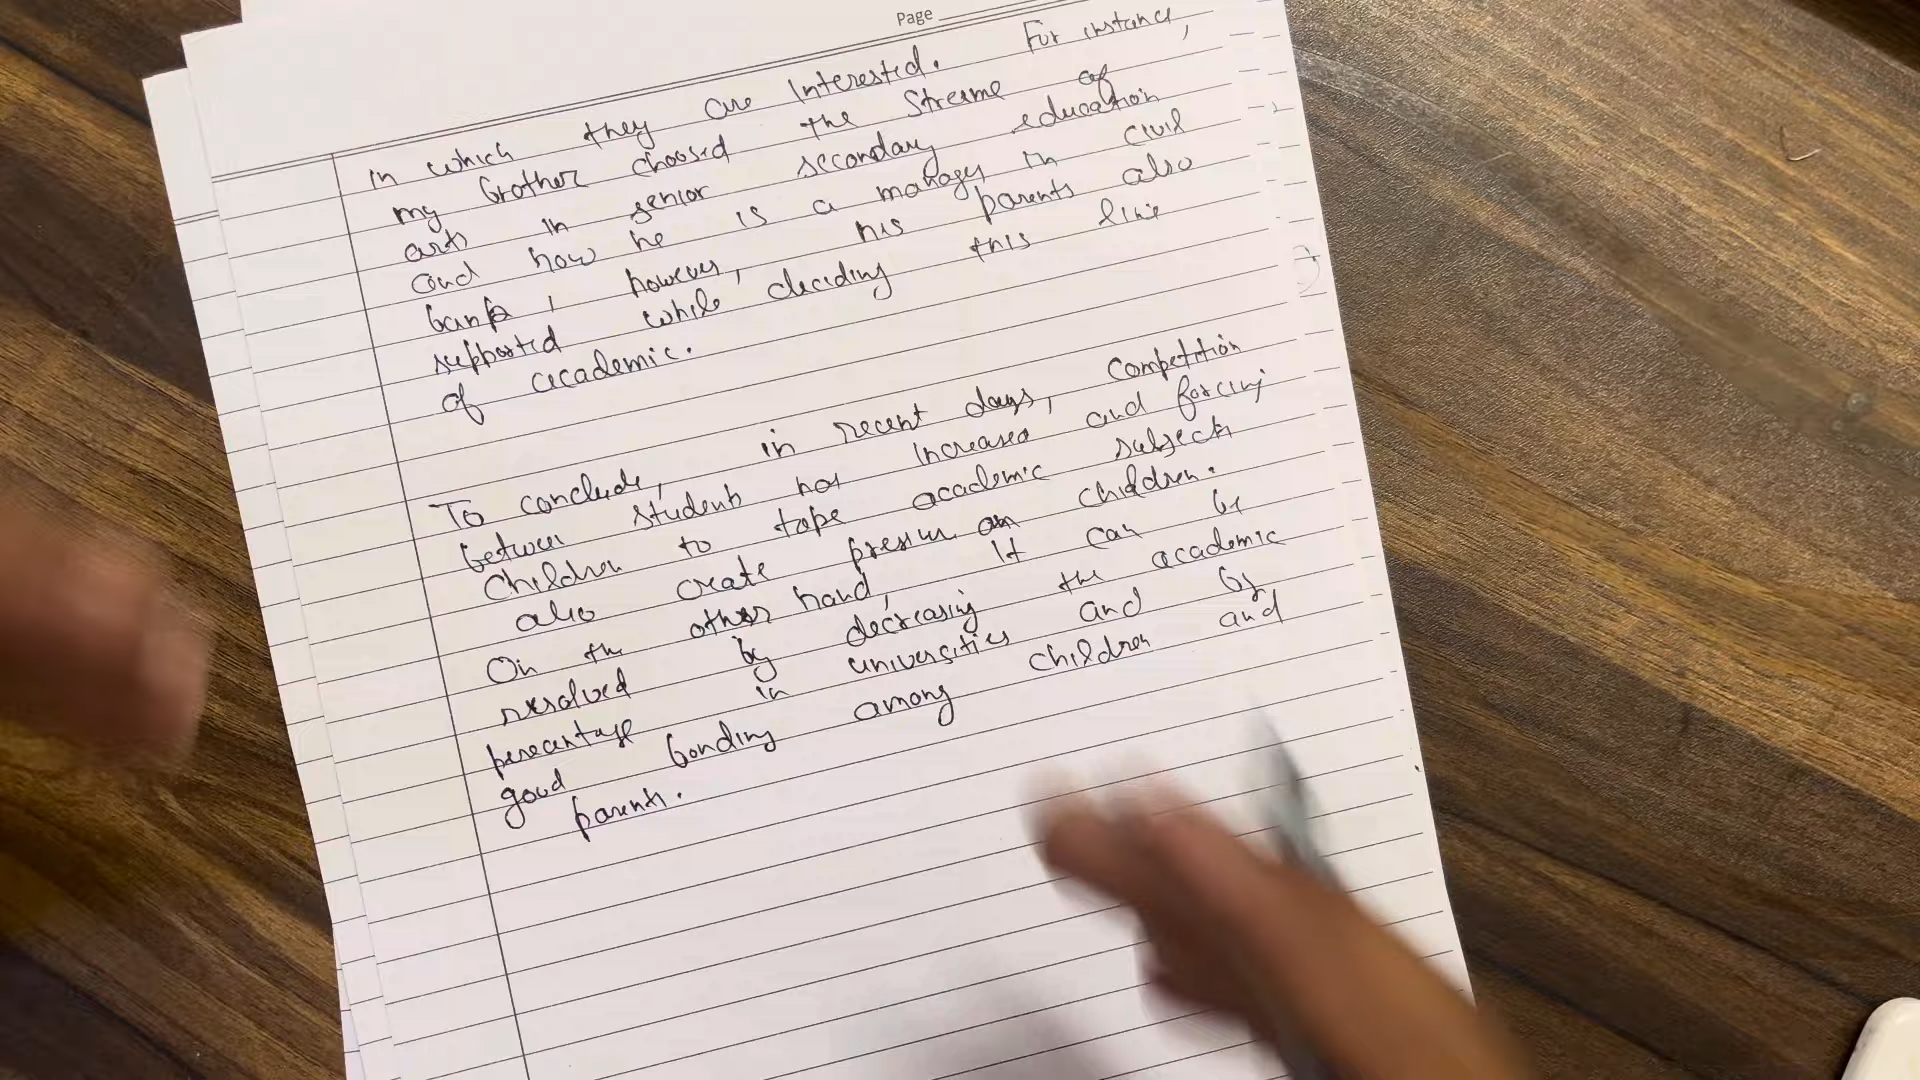 Page
in which they are Interested. For instance,
my brother choosed the Streme of
arts in senior secondary education
and now he is a manager in civil
bank, however, his parents also
supported while deciding this line
of academic.
To conclude, in recent days, competition
between students has increased and forcing
children to take academic subjects
also create pressure on children.
On the other hand, it can be
resolved by decreasing the academic
perecantage in universities and by
good bonding among children and
parents.